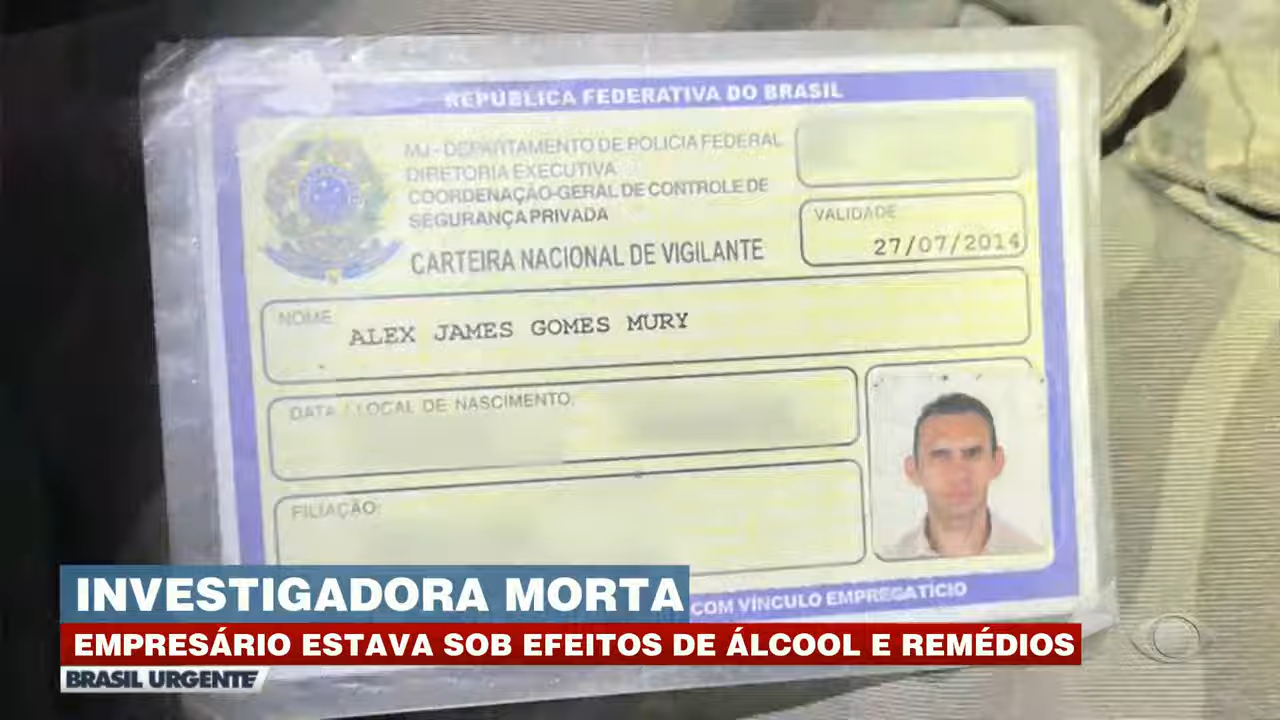 REPÚBLICA FEDERATIVA DO BRASIL
MJ - DEPARTAMENTO DE POLICIA FEDERAL
DIRETORIA EXECUTIVA
COORDENAÇÃO-GERAL DE CONTROLE DE
SEGURANÇA PRIVADA
CARTEIRA NACIONAL DE VIGILANTE
VALIDADE
27/07/2014
NOME
ALEX JAMES GOMES MURY
DATA / LOCAL DE NASCIMENTO:
FILIAÇÃO:
COM VÍNCULO EMPREGATÍCIO
INVESTIGADORA MORTA
EMPRESÁRIO ESTAVA SOB EFEITOS DE ÁLCOOL E REMÉDIOS
BRASIL URGENTE